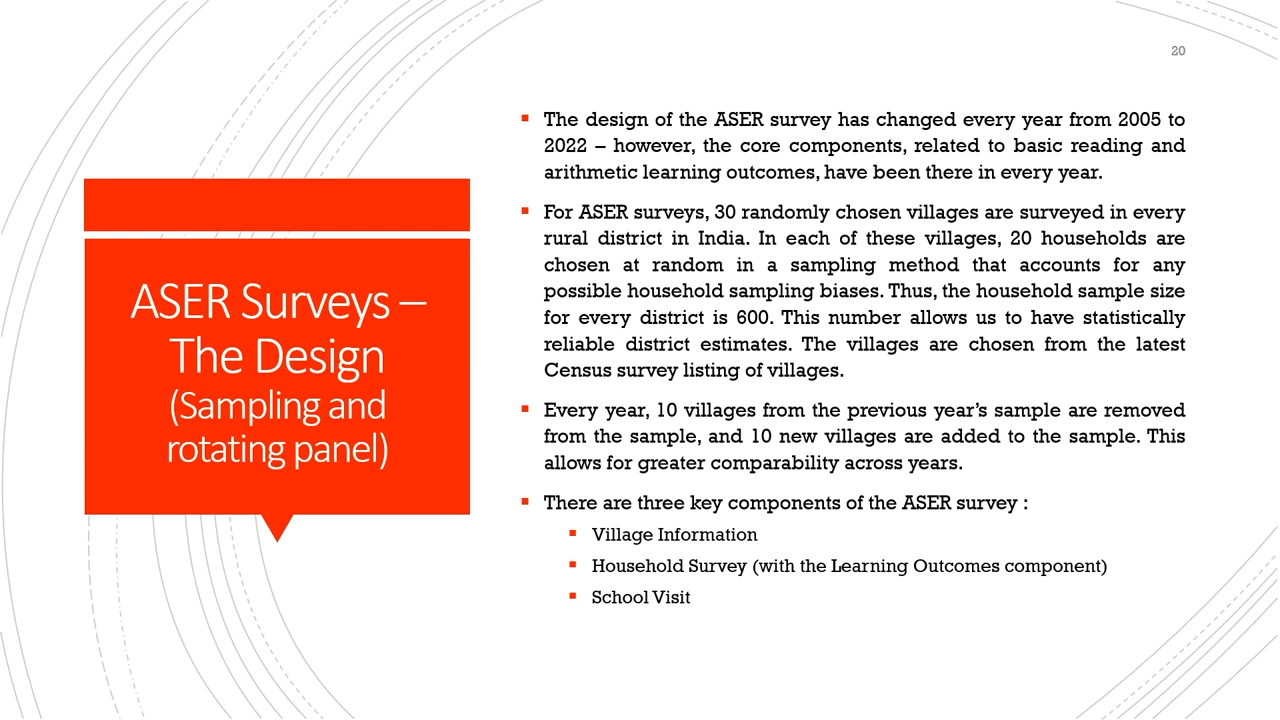 20
ASER Surveys –
The Design
(Sampling and
rotating panel)
The design of the ASER survey has changed every year from 2005 to
2022 – however, the core components, related to basic reading and
arithmetic learning outcomes, have been there in every year.
For ASER surveys, 30 randomly chosen villages are surveyed in every
rural district in India. In each of these villages, 20 households are
chosen at random in a sampling method that accounts for any
possible household sampling biases. Thus, the household sample size
for every district is 600. This number allows us to have statistically
reliable district estimates. The villages are chosen from the latest
Census survey listing of villages.
Every year, 10 villages from the previous year’s sample are removed
from the sample, and 10 new villages are added to the sample. This
allows for greater comparability across years.
There are three key components of the ASER survey :
Village Information
Household Survey (with the Learning Outcomes component)
School Visit